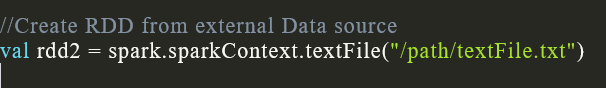 //Create RDD from external Data source
val rdd2 = spark.sparkContext.textFile("/path/textFile.txt")